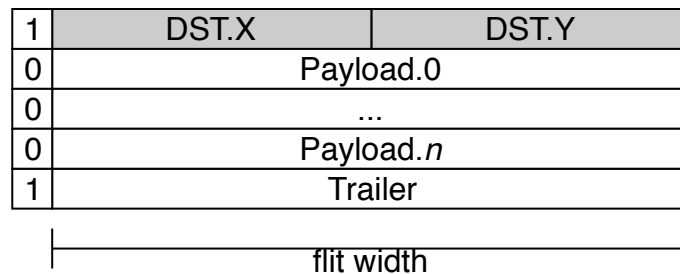 1 DST.X DST.Y
0 Payload.0
0 ...
0 Payload.n
1 Trailer
flit width